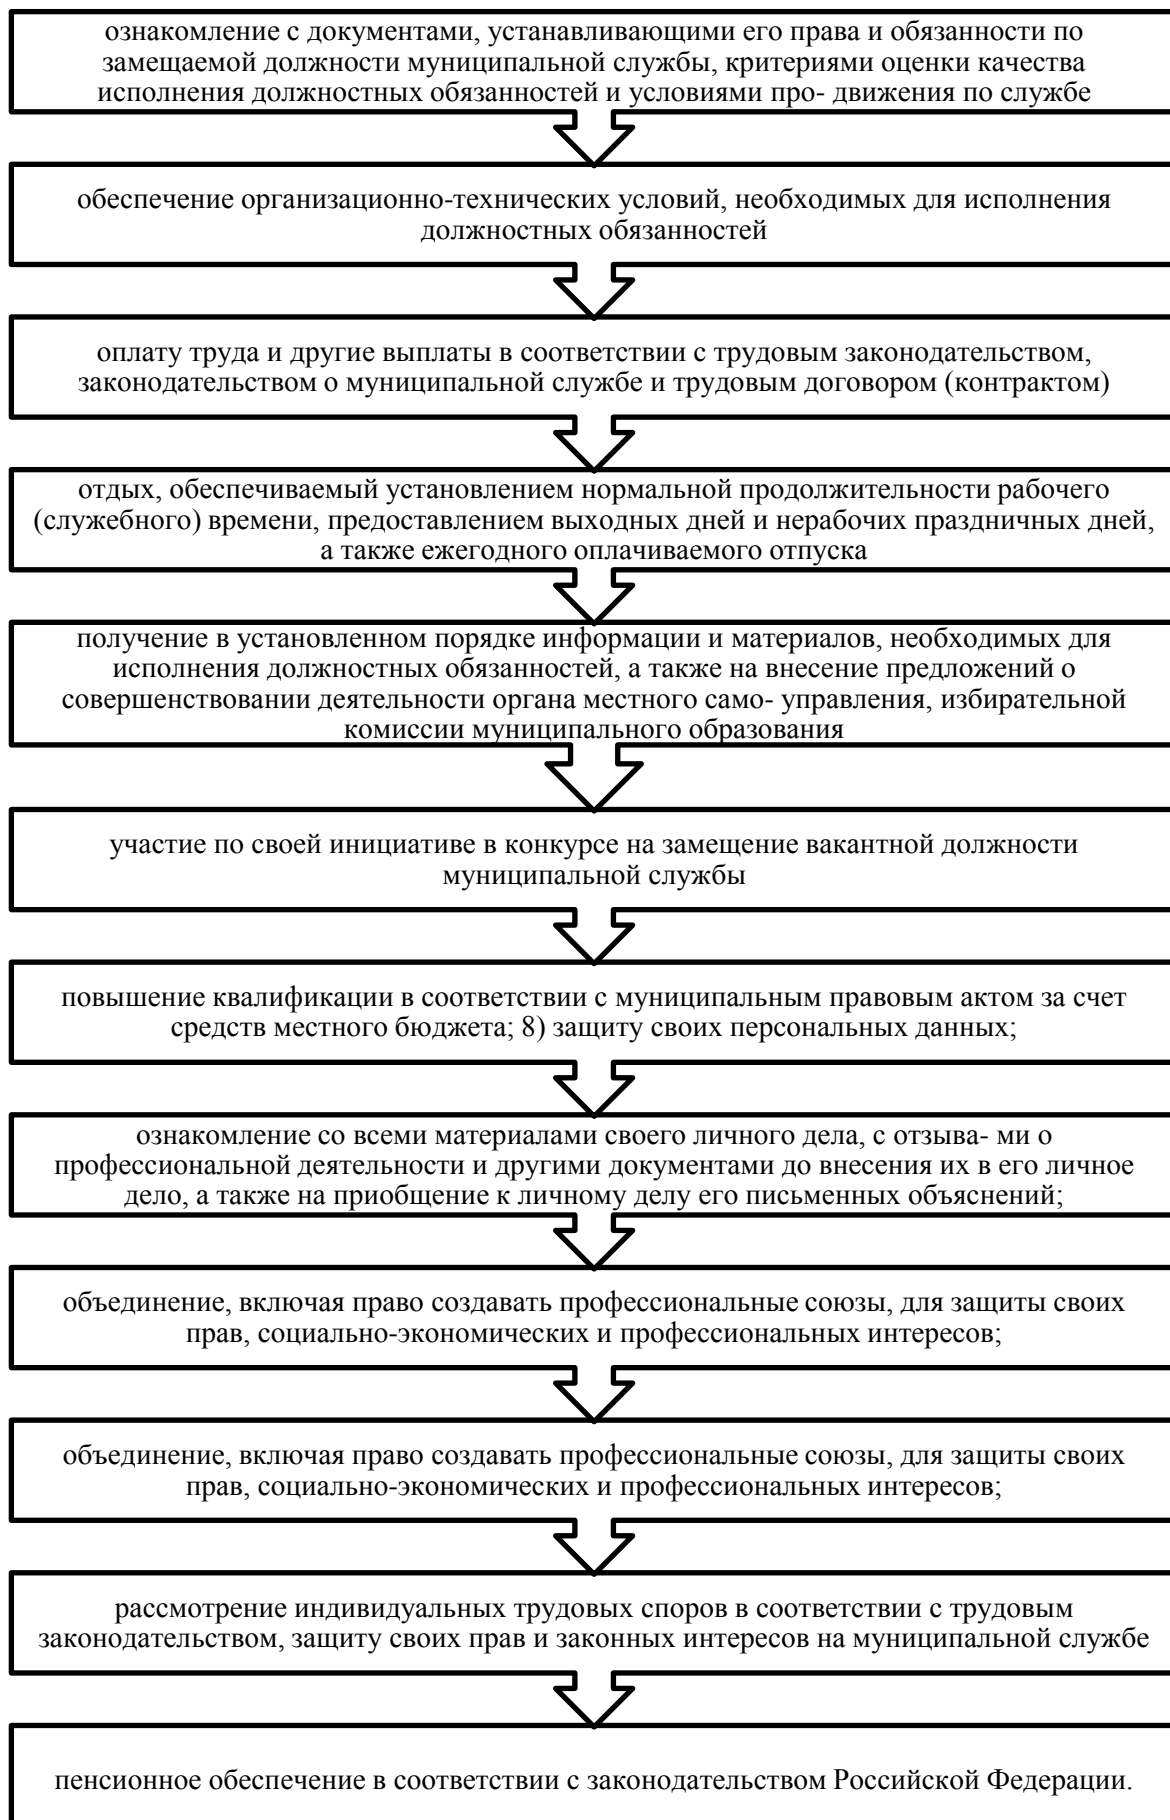 ознакомление с документами, устанавливающими его права и обязанности по
замещаемой должности муниципальной службы, критериями оценки качества
исполнения должностных обязанностей и условиями про- движения по службе
обеспечение организационно-технических условий, необходимых для исполнения
должностных обязанностей
оплату труда и другие выплаты в соответствии с трудовым законодательством,
законодательством о муниципальной службе и трудовым договором (контрактом)
отдых, обеспечиваемый установлением нормальной продолжительности рабочего
(служебного) времени, предоставлением выходных дней и нерабочих праздничных дней,
а также ежегодного оплачиваемого отпуска
получение в установленном порядке информации и материалов, необходимых для
исполнения должностных обязанностей, а также на внесение предложений о
совершенствовании деятельности органа местного само- управления, избирательной
комиссии муниципального образования
участие по своей инициативе в конкурсе на замещение вакантной должности
муниципальной службы
повышение квалификации в соответствии с муниципальным правовым актом за счет
средств местного бюджета; 8) защиту своих персональных данных;
ознакомление со всеми материалами своего личного дела, с отзыва- ми о
профессиональной деятельности и другими документами до внесения их в его личное
дело, а также на приобщение к личному делу его письменных объяснений;
объединение, включая право создавать профессиональные союзы, для защиты своих
прав, социально-экономических и профессиональных интересов;
объединение, включая право создавать профессиональные союзы, для защиты своих
прав, социально-экономических и профессиональных интересов;
рассмотрение индивидуальных трудовых споров в соответствии с трудовым
законодательством, защиту своих прав и законных интересов на муниципальной службе
пенсионное обеспечение в соответствии с законодательством Российской Федерации.